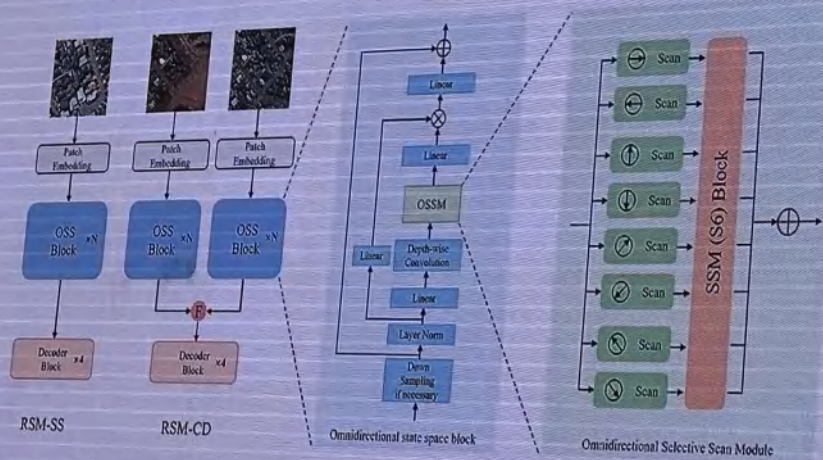 Patch
Embedding
Patch
Embedding
Patch
Embedding
OSS
Block ×N
OSS
Block ×N
OSS
Block ×N
F
Decoder
Block ×4
Decoder
Block ×4
RSM-SS
RSM-CD
Linear
Linear
OSSM
Linear
Depth-wise
Convolution
Linear
Layer Norm
Down
Sampling
if necessary
Omnidirectional state space block
Scan
Scan
Scan
Scan
Scan
Scan
Scan
Scan
SSM (S6) Block
Omnidirectional Selective Scan Module